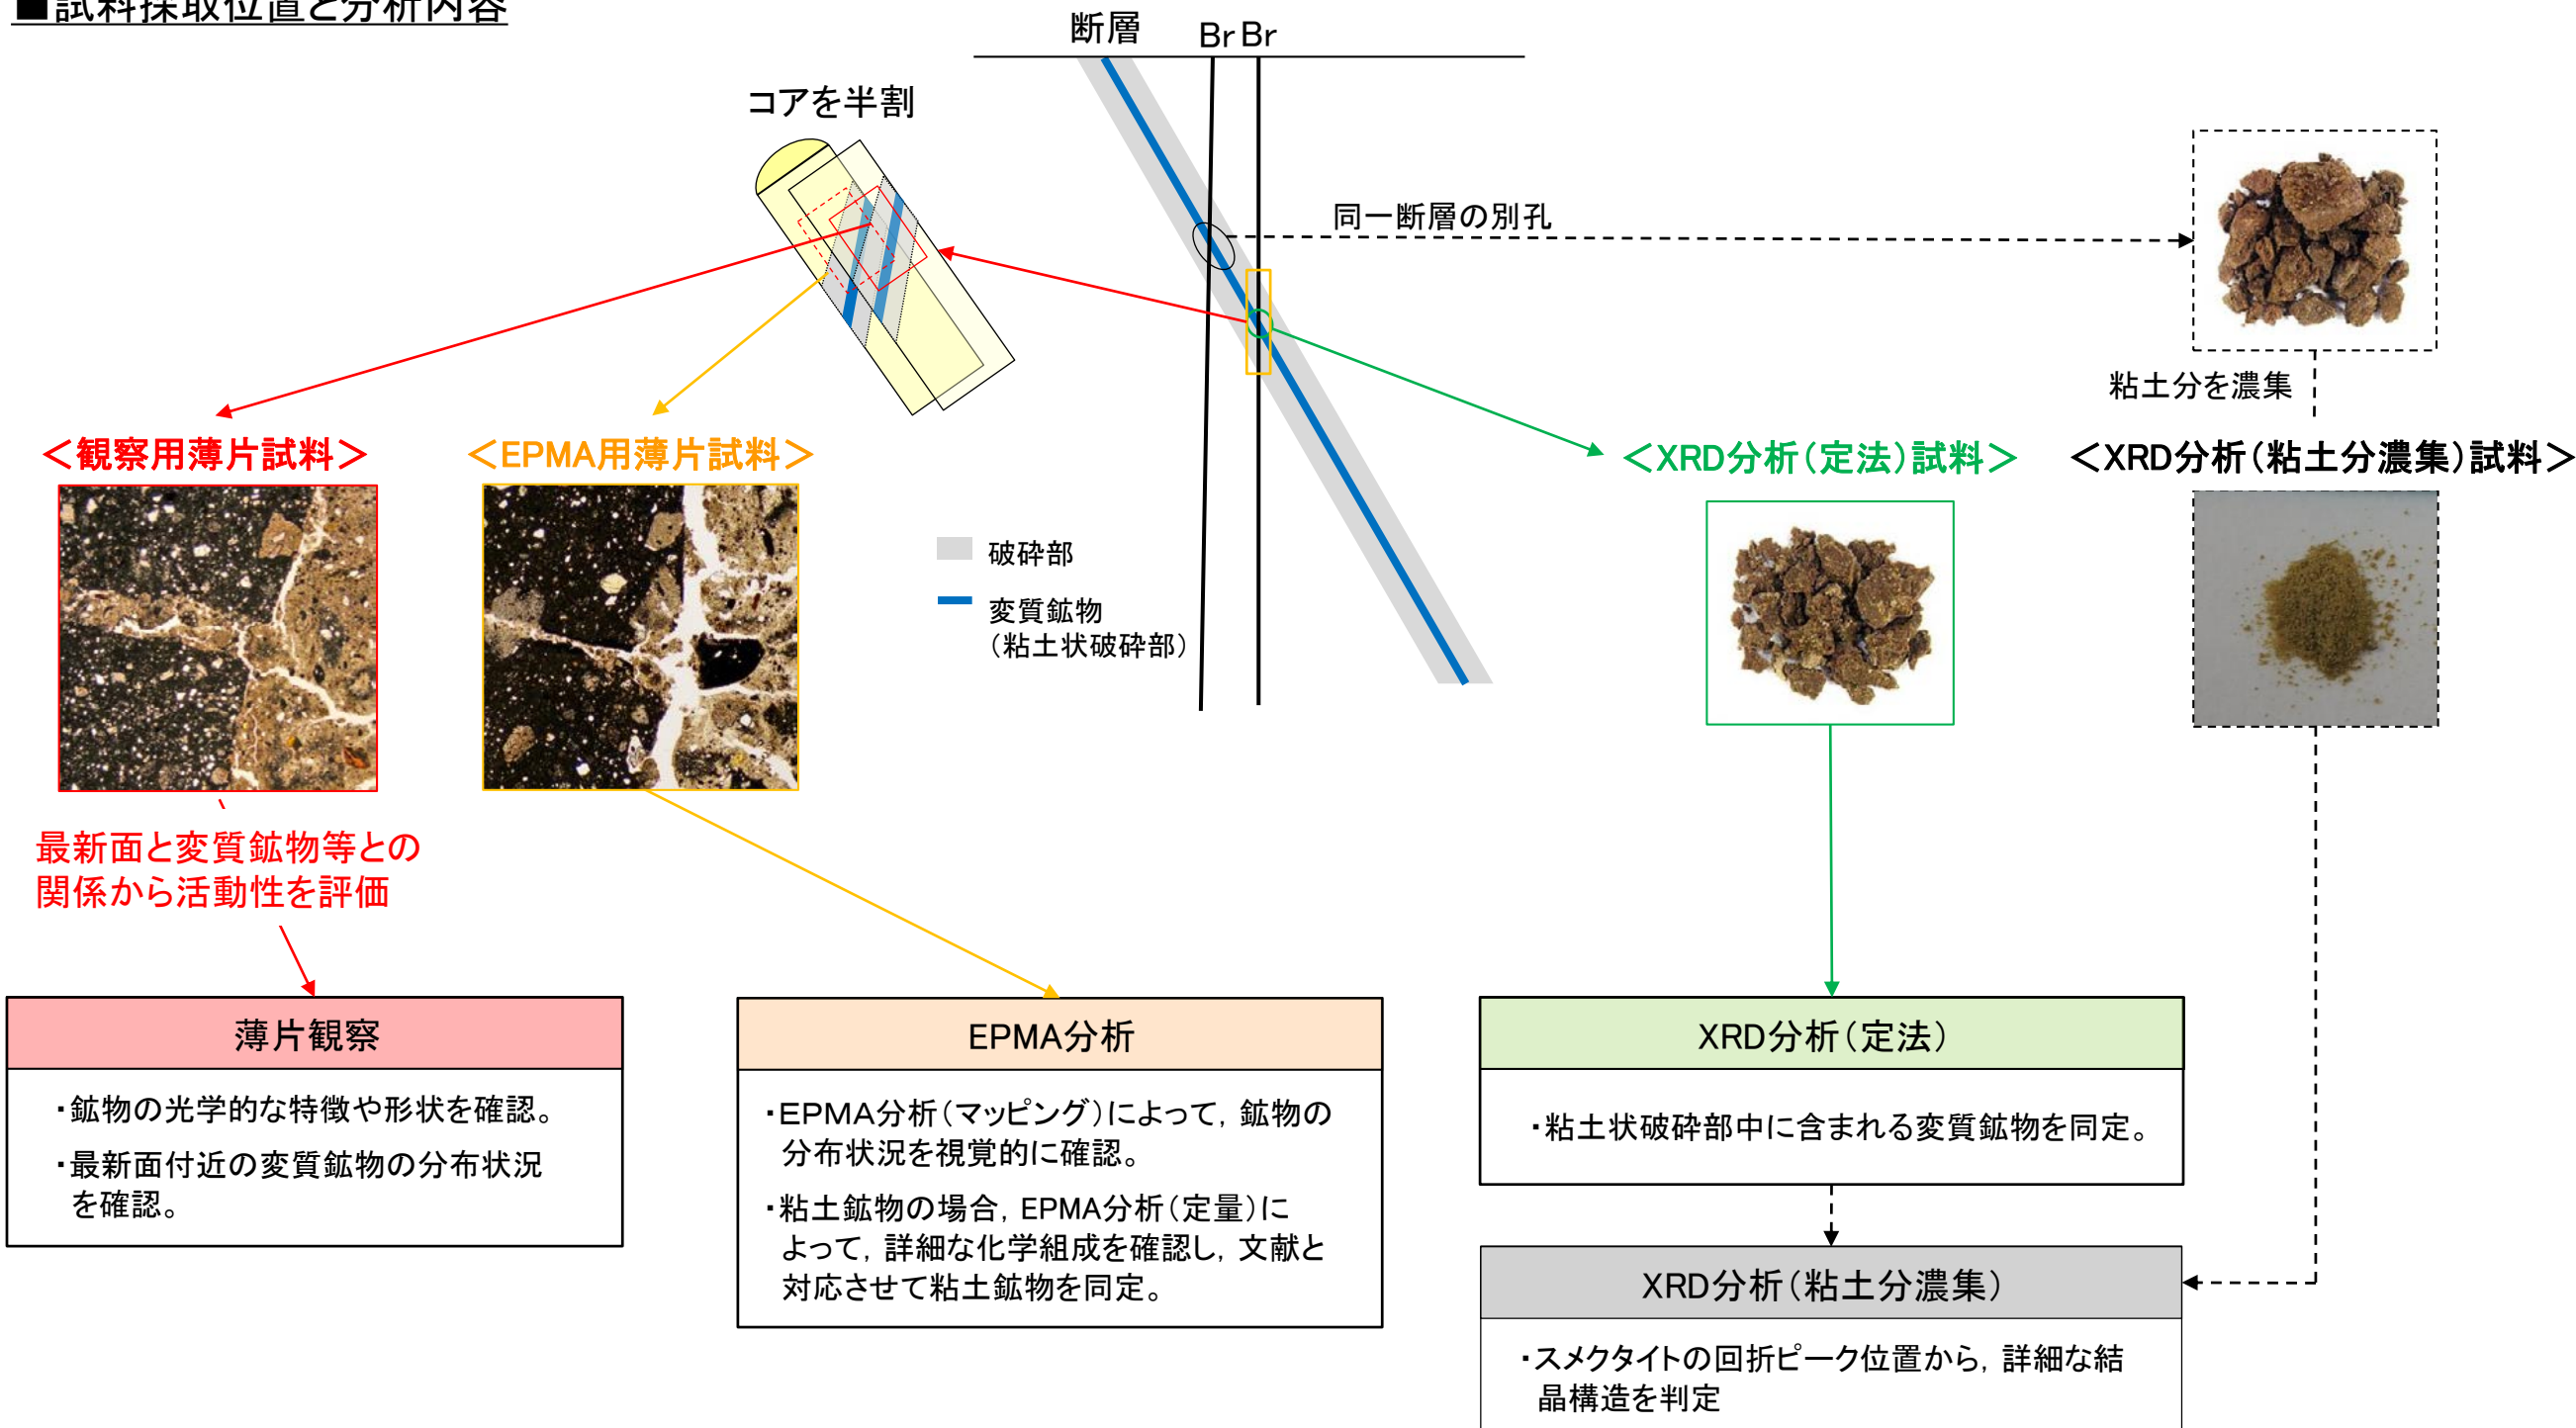 ■試料採取位置と分析内容
断層
Br Br
コアを半割
同一断層の別孔
粘土分を濃集
＜観察用薄片試料＞
＜EPMA用薄片試料＞
＜XRD分析（定法）試料＞
＜XRD分析（粘土分濃集）試料＞
破砕部
変質鉱物
（粘土状破砕部）
最新面と変質鉱物等との
関係から活動性を評価
薄片観察
・鉱物の光学的な特徴や形状を確認。
・最新面付近の変質鉱物の分布状況
を確認。
EPMA分析
・EPMA分析（マッピング）によって，鉱物の
分布状況を視覚的に確認。
・粘土鉱物の場合，EPMA分析（定量）に
よって，詳細な化学組成を確認し，文献と
対応させて粘土鉱物を同定。
XRD分析（定法）
・粘土状破砕部中に含まれる変質鉱物を同定。
XRD分析（粘土分濃集）
・スメクタイトの回折ピーク位置から，詳細な結
晶構造を判定